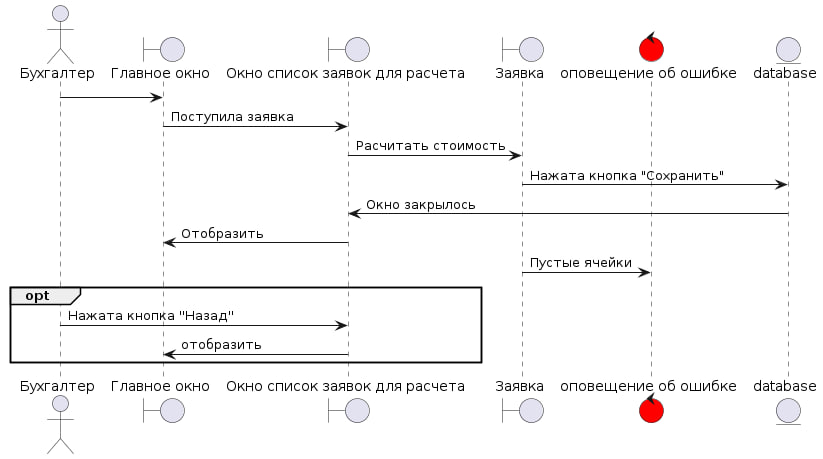 Бухгалтер Главное окно Окно список заявок для расчета Заявка оповещение об ошибке database
Поступила заявка
Расчитать стоимость
Нажата кнопка "Сохранить"
Окно закрылось
Отобразить
Пустые ячейки
opt
Нажата кнопка "Назад"
отобразить
Бухгалтер Главное окно Окно список заявок для расчета Заявка оповещение об ошибке database